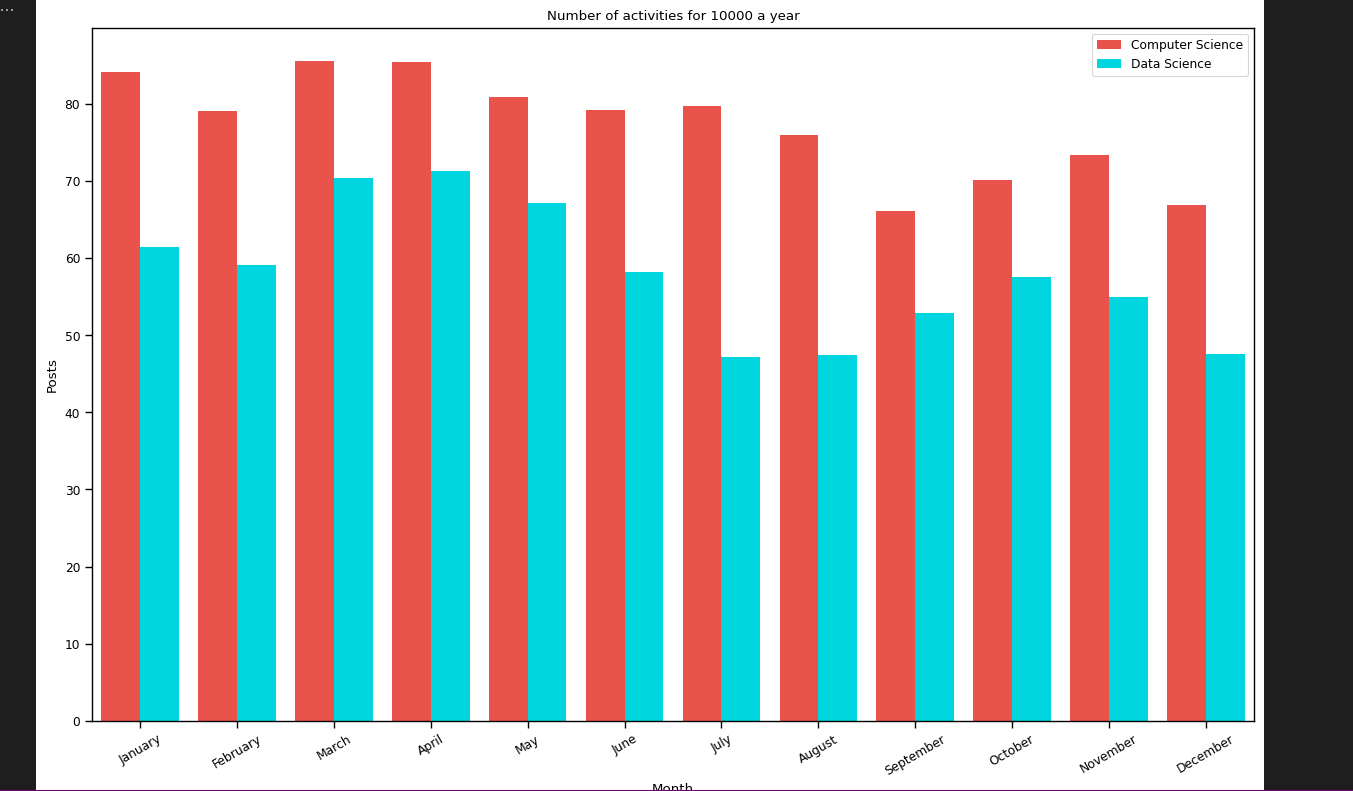 ...
Number of activities for 10000 a year
Computer Science
Data Science
80
70
60
50
40
30
20
10
0
Posts
January February March April May June July August September October November December
Month